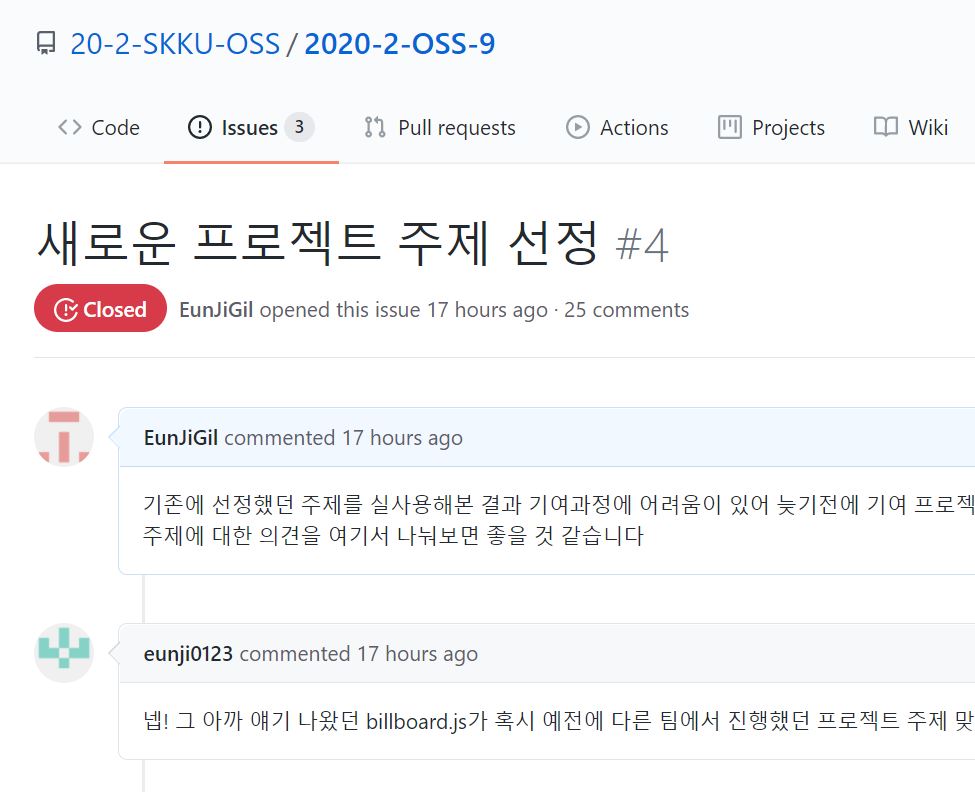 20-2-SKKU-OSS / 2020-2-OSS-9
Code Issues 3 Pull requests Actions Projects Wiki
새로운 프로젝트 주제 선정 #4
Closed EunJiGil opened this issue 17 hours ago · 25 comments
EunJiGil commented 17 hours ago
기존에 선정했던 주제를 실사용해본 결과 기여과정에 어려움이 있어 늦기전에 기여 프로젝
주제에 대한 의견을 여기서 나눠보면 좋을 것 같습니다
eunji0123 commented 17 hours ago
넵! 그 아까 얘기 나왔던 billboard.js가 혹시 예전에 다른 팀에서 진행했던 프로젝트 주제 맞